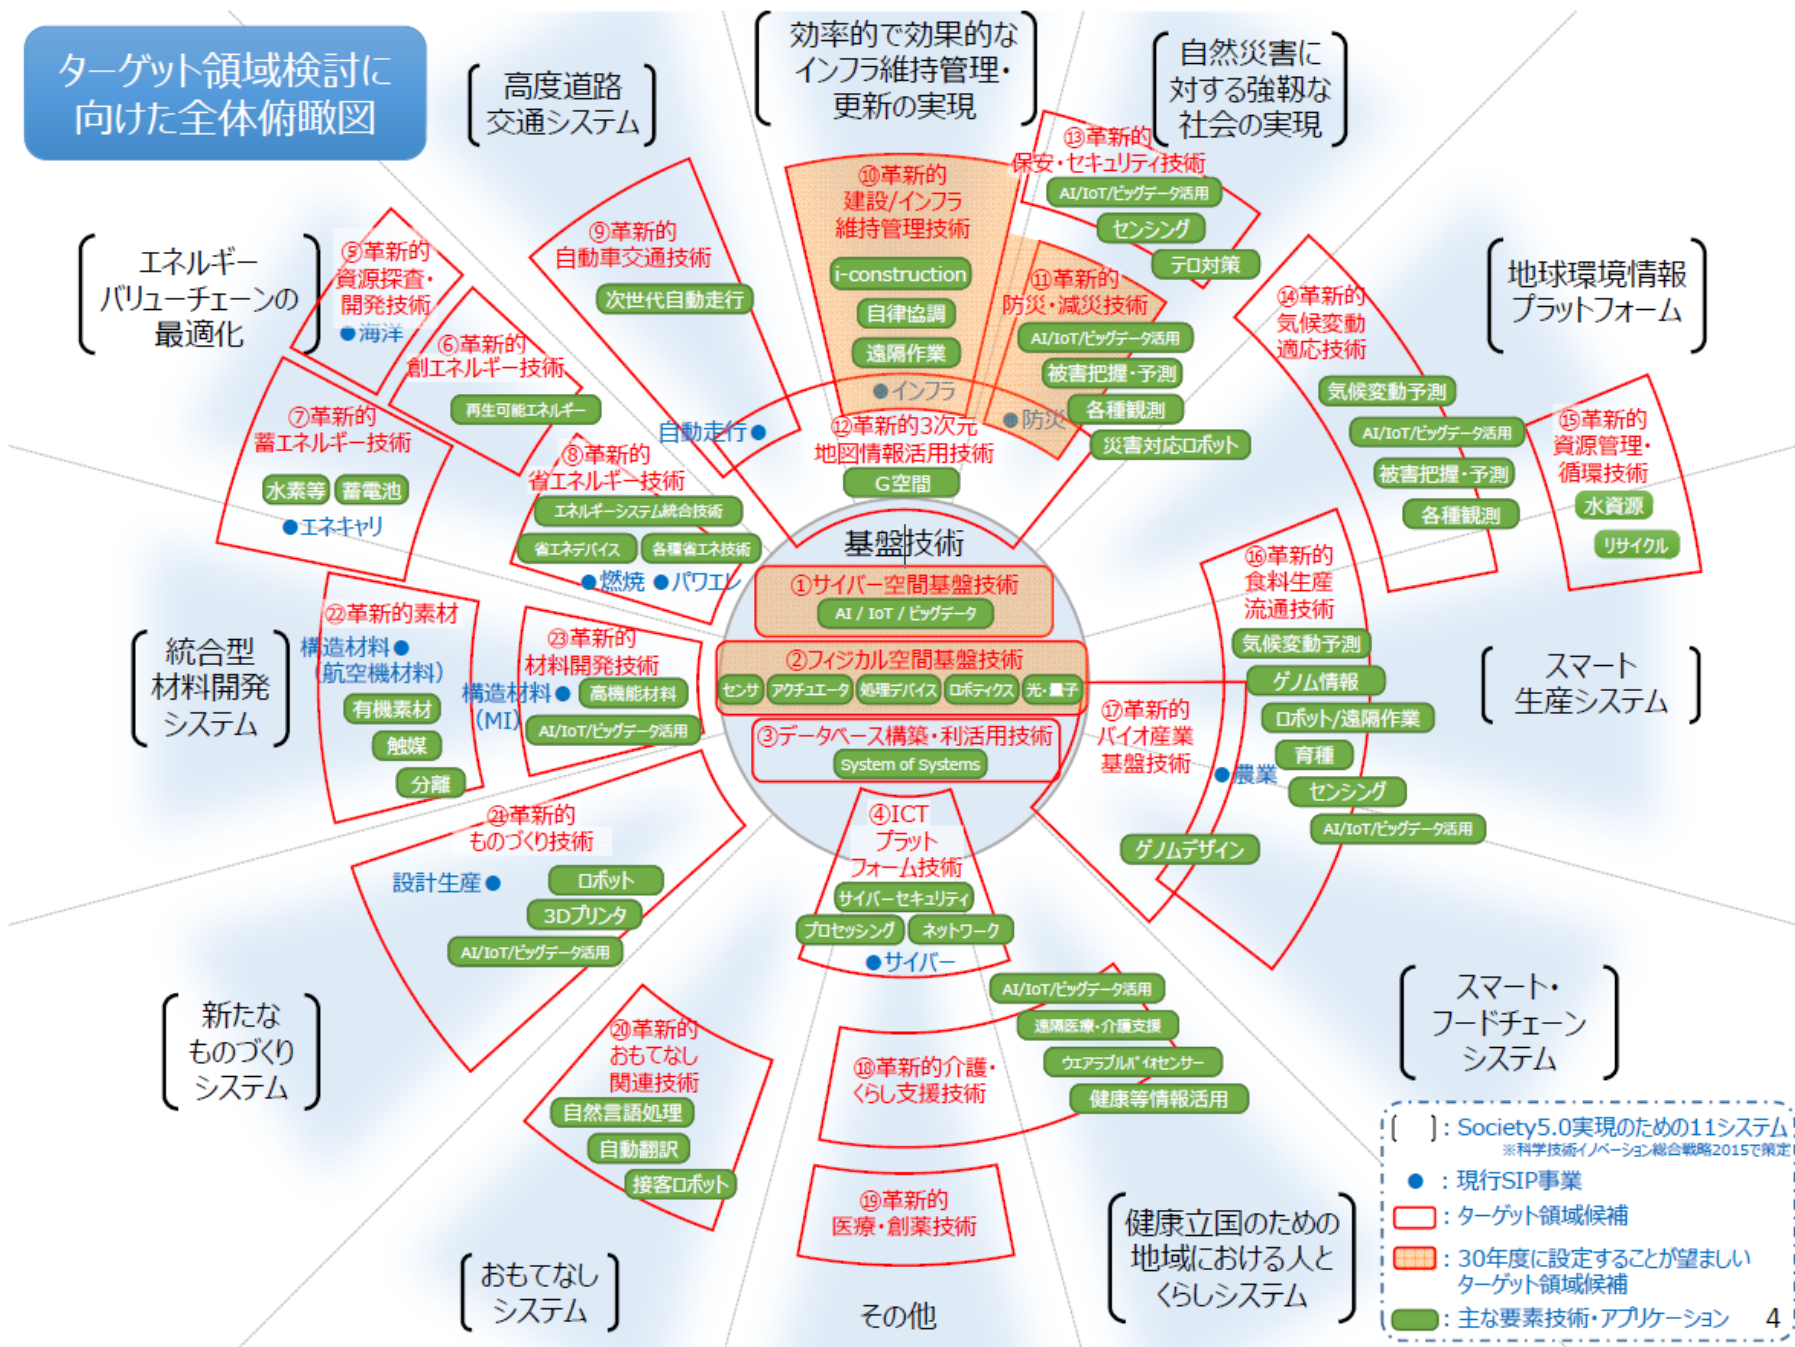 ターゲット領域検討に
向けた全体俯瞰図
高度道路
交通システム
効率的で効果的な
インフラ維持管理・
更新の実現
自然災害に
対する強靱な
社会の実現
地球環境情報
プラットフォーム
スマート
生産システム
スマート・
フードチェーン
システム
健康立国のための
地域における人と
くらしシステム
その他
おもてなし
システム
新たな
ものづくり
システム
統合型
材料開発
システム
エネルギー
バリューチェーンの
最適化
基盤技術
①サイバー空間基盤技術
AI / IoT / ビッグデータ
②フィジカル空間基盤技術
センサ
アクチュエータ
処理デバイス
ロボティクス
光・量子
③データベース構築・利活用技術
System of Systems
④ICT
プラット
フォーム技術
サイバーセキュリティ
プロセッシング
ネットワーク
●サイバー
⑤革新的
資源探査・
開発技術
●海洋
⑥革新的
創エネルギー技術
再生可能エネルギー
⑦革新的
蓄エネルギー技術
水素等
蓄電池
●エネキャリ
⑧革新的
省エネルギー技術
エネルギーシステム統合技術
省エネデバイス
各種省エネ技術
●燃焼 ●パワエレ
⑨革新的
自動車交通技術
次世代自動走行
自動走行●
⑩革新的
建設/インフラ
維持管理技術
i-construction
自律協調
遠隔作業
●インフラ
⑪革新的
防災・減災技術
AI/IoT/ビッグデータ活用
被害把握・予測
各種観測
災害対応ロボット
●防災
⑫革新的3次元
地図情報活用技術
G空間
⑬革新的
保安・セキュリティ技術
AI/IoT/ビッグデータ活用
センシング
テロ対策
⑭革新的
気候変動
適応技術
気候変動予測
AI/IoT/ビッグデータ活用
被害把握・予測
各種観測
⑮革新的
資源管理・
循環技術
水資源
リサイクル
⑯革新的
食料生産
流通技術
気候変動予測
ゲノム情報
ロボット/遠隔作業
育種
センシング
AI/IoT/ビッグデータ活用
●農業
⑰革新的
バイオ産業
基盤技術
ゲノムデザイン
⑱革新的介護・
くらし支援技術
AI/IoT/ビッグデータ活用
遠隔医療・介護支援
ウエアラブルバイオセンサー
健康等情報活用
⑲革新的
医療・創薬技術
⑳革新的
おもてなし
関連技術
自然言語処理
自動翻訳
接客ロボット
㉑革新的
ものづくり技術
設計生産●
ロボット
3Dプリンタ
AI/IoT/ビッグデータ活用
㉒革新的素材
構造材料●
(航空機材料)
有機素材
触媒
分離
㉓革新的
材料開発技術
構造材料●
(MI)
高機能材料
AI/IoT/ビッグデータ活用
[ ]：Society5.0実現のための11システム
※科学技術イノベーション総合戦略2015で策定
●：現行SIP事業
：ターゲット領域候補
：30年度に設定することが望ましい
ターゲット領域候補
：主な要素技術・アプリケーション
4